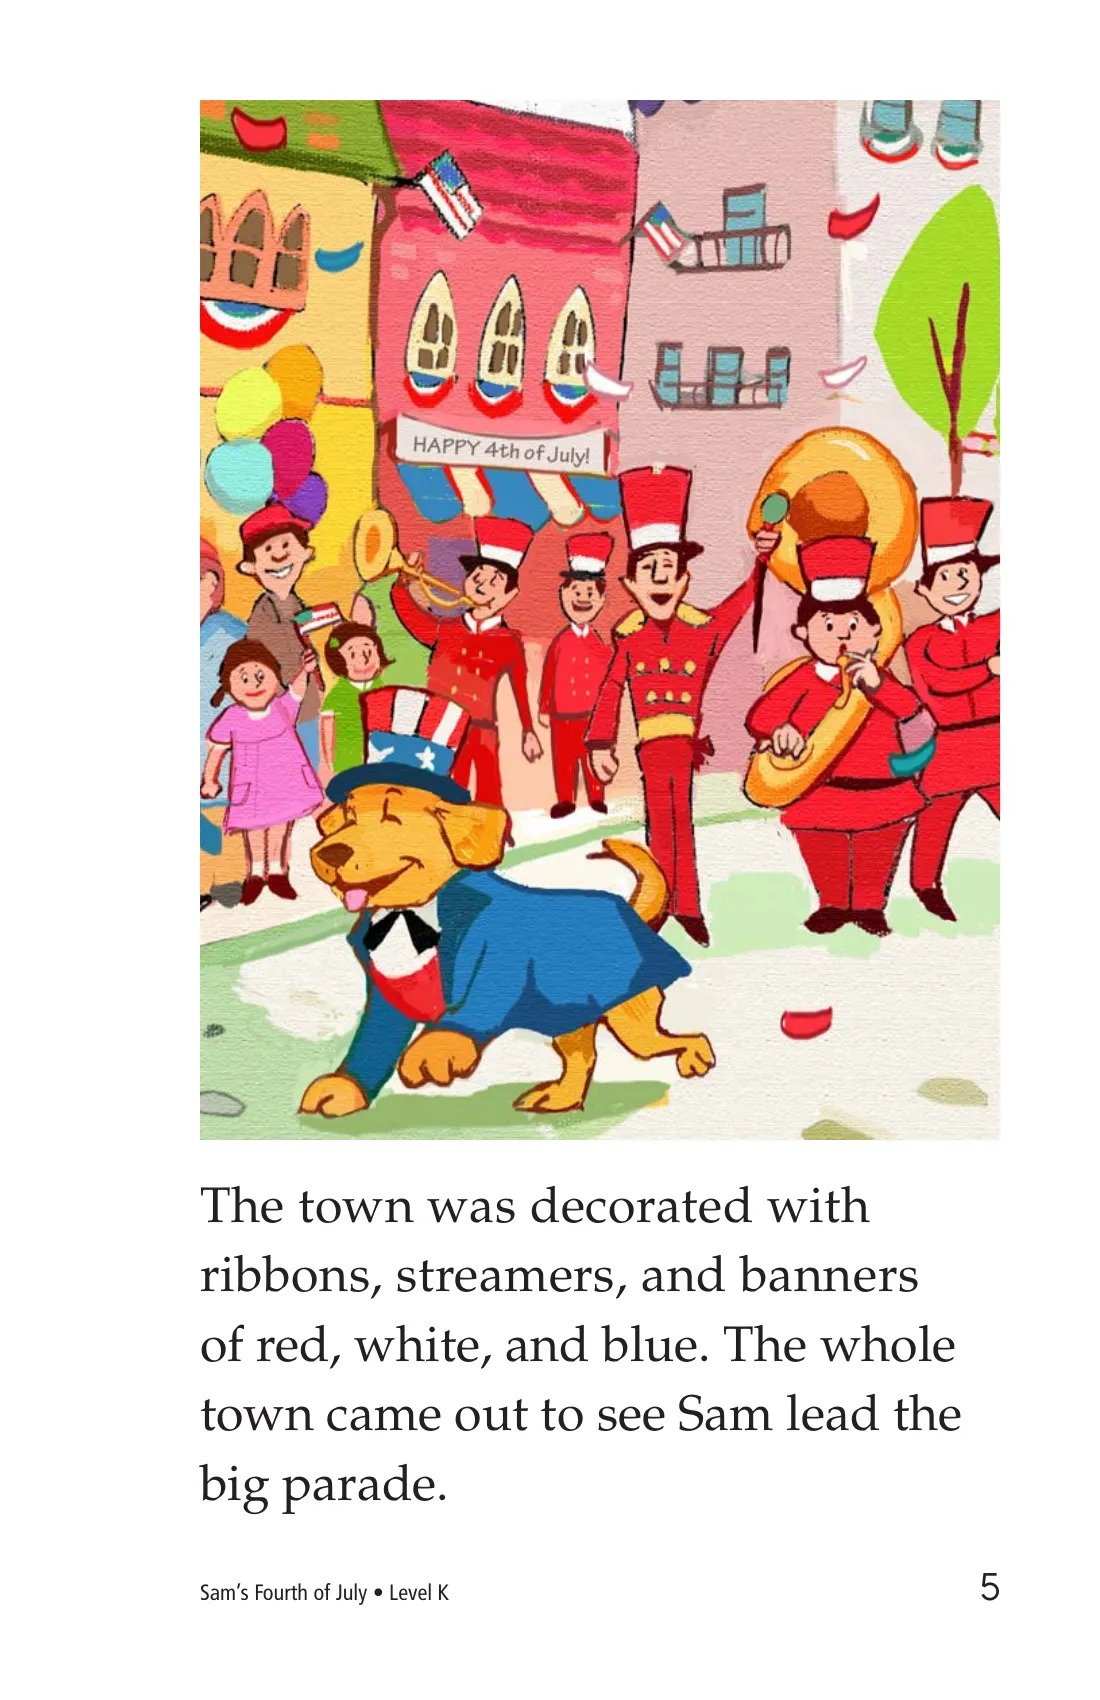 HAPPY 4th of July!
The town was decorated with
ribbons, streamers, and banners
of red, white, and blue. The whole
town came out to see Sam lead the
big parade.
Sam’s Fourth of July • Level K
5